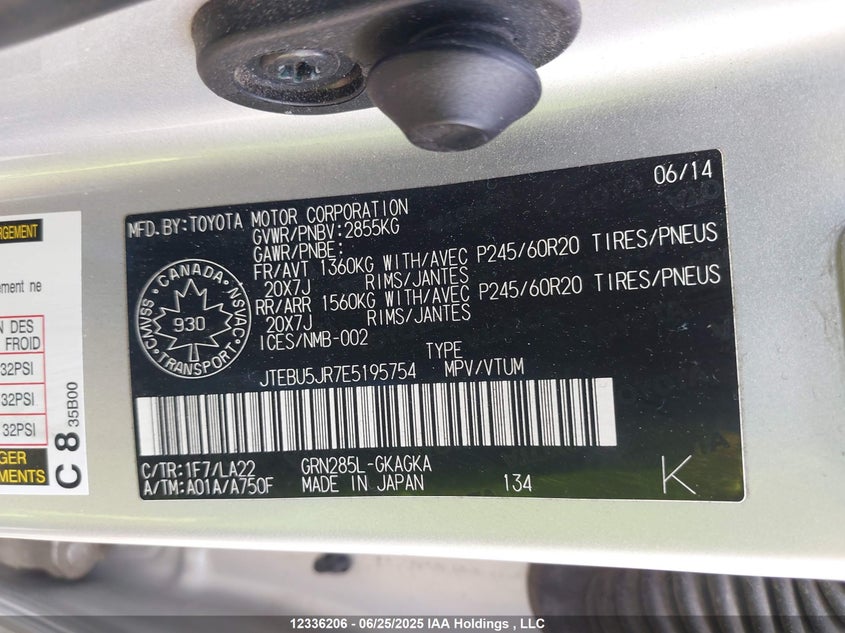 06/14
MFD.BY:TOYOTA MOTOR CORPORATION
GVWR/PNBV:2855KG
GAWR/PNBE:
FR/AVT 1360KG WITH/AVEC P245/60R20 TIRES/PNEUS
20X7J RIMS/JANTES
RR/ARR 1560KG WITH/AVEC P245/60R20 TIRES/PNEUS
20X7J RIMS/JANTES
ICES/NMB-002
CANADA
CMVSS NSVAC
930
TRANSPORT
TYPE
JTEBU5JR7E5195754 MPV/VTUM
C/TR:1F7/LA22 GRN285L-GKAGKA
A/TM:A01A/A750F MADE IN JAPAN 134 K
ement ne
N DES
FROID
32PSI
32PSI
32PSI
C 8 35B00
12336206 - 06/25/2025 IAA Holdings , LLC